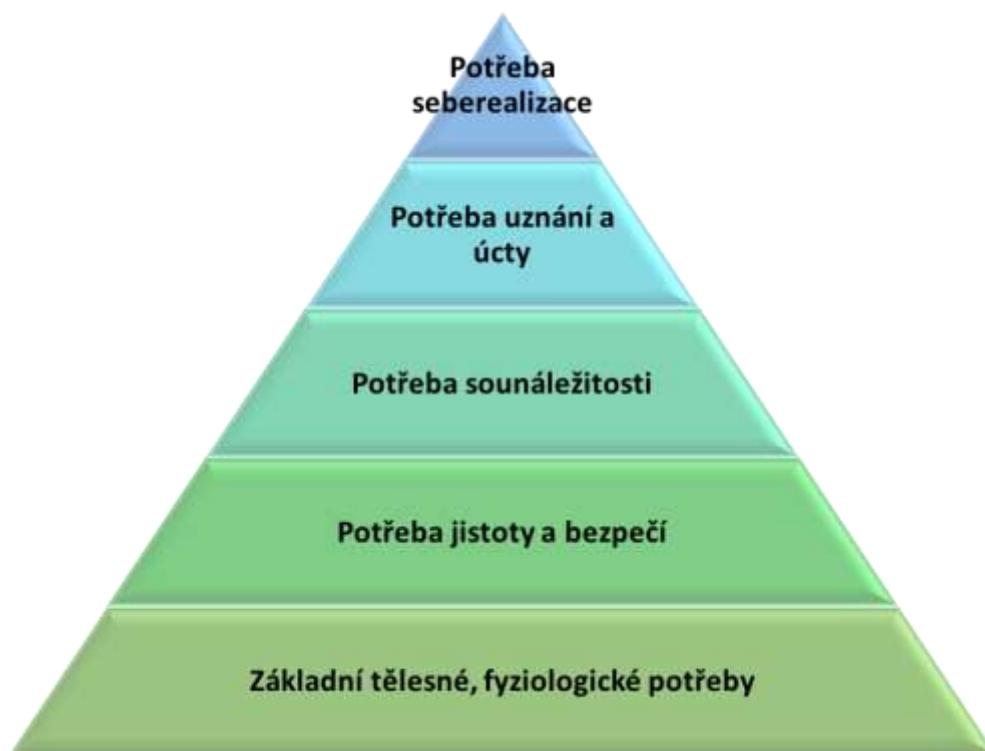 Potřeba
seberealizace
Potřeba uznání a
úcty
Potřeba sounáležitosti
Potřeba jistoty a bezpečí
Základní tělesné, fyziologické potřeby